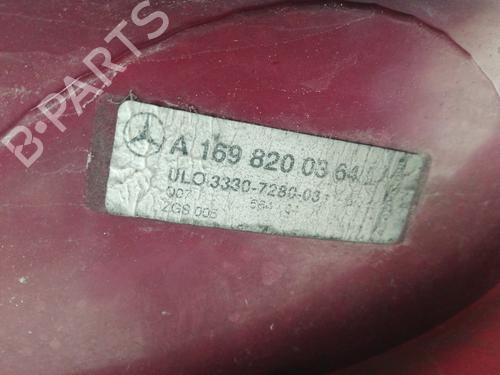 B-PARTS
A 169 820 03 64
ULO 3330-7280-03
ZGS 006